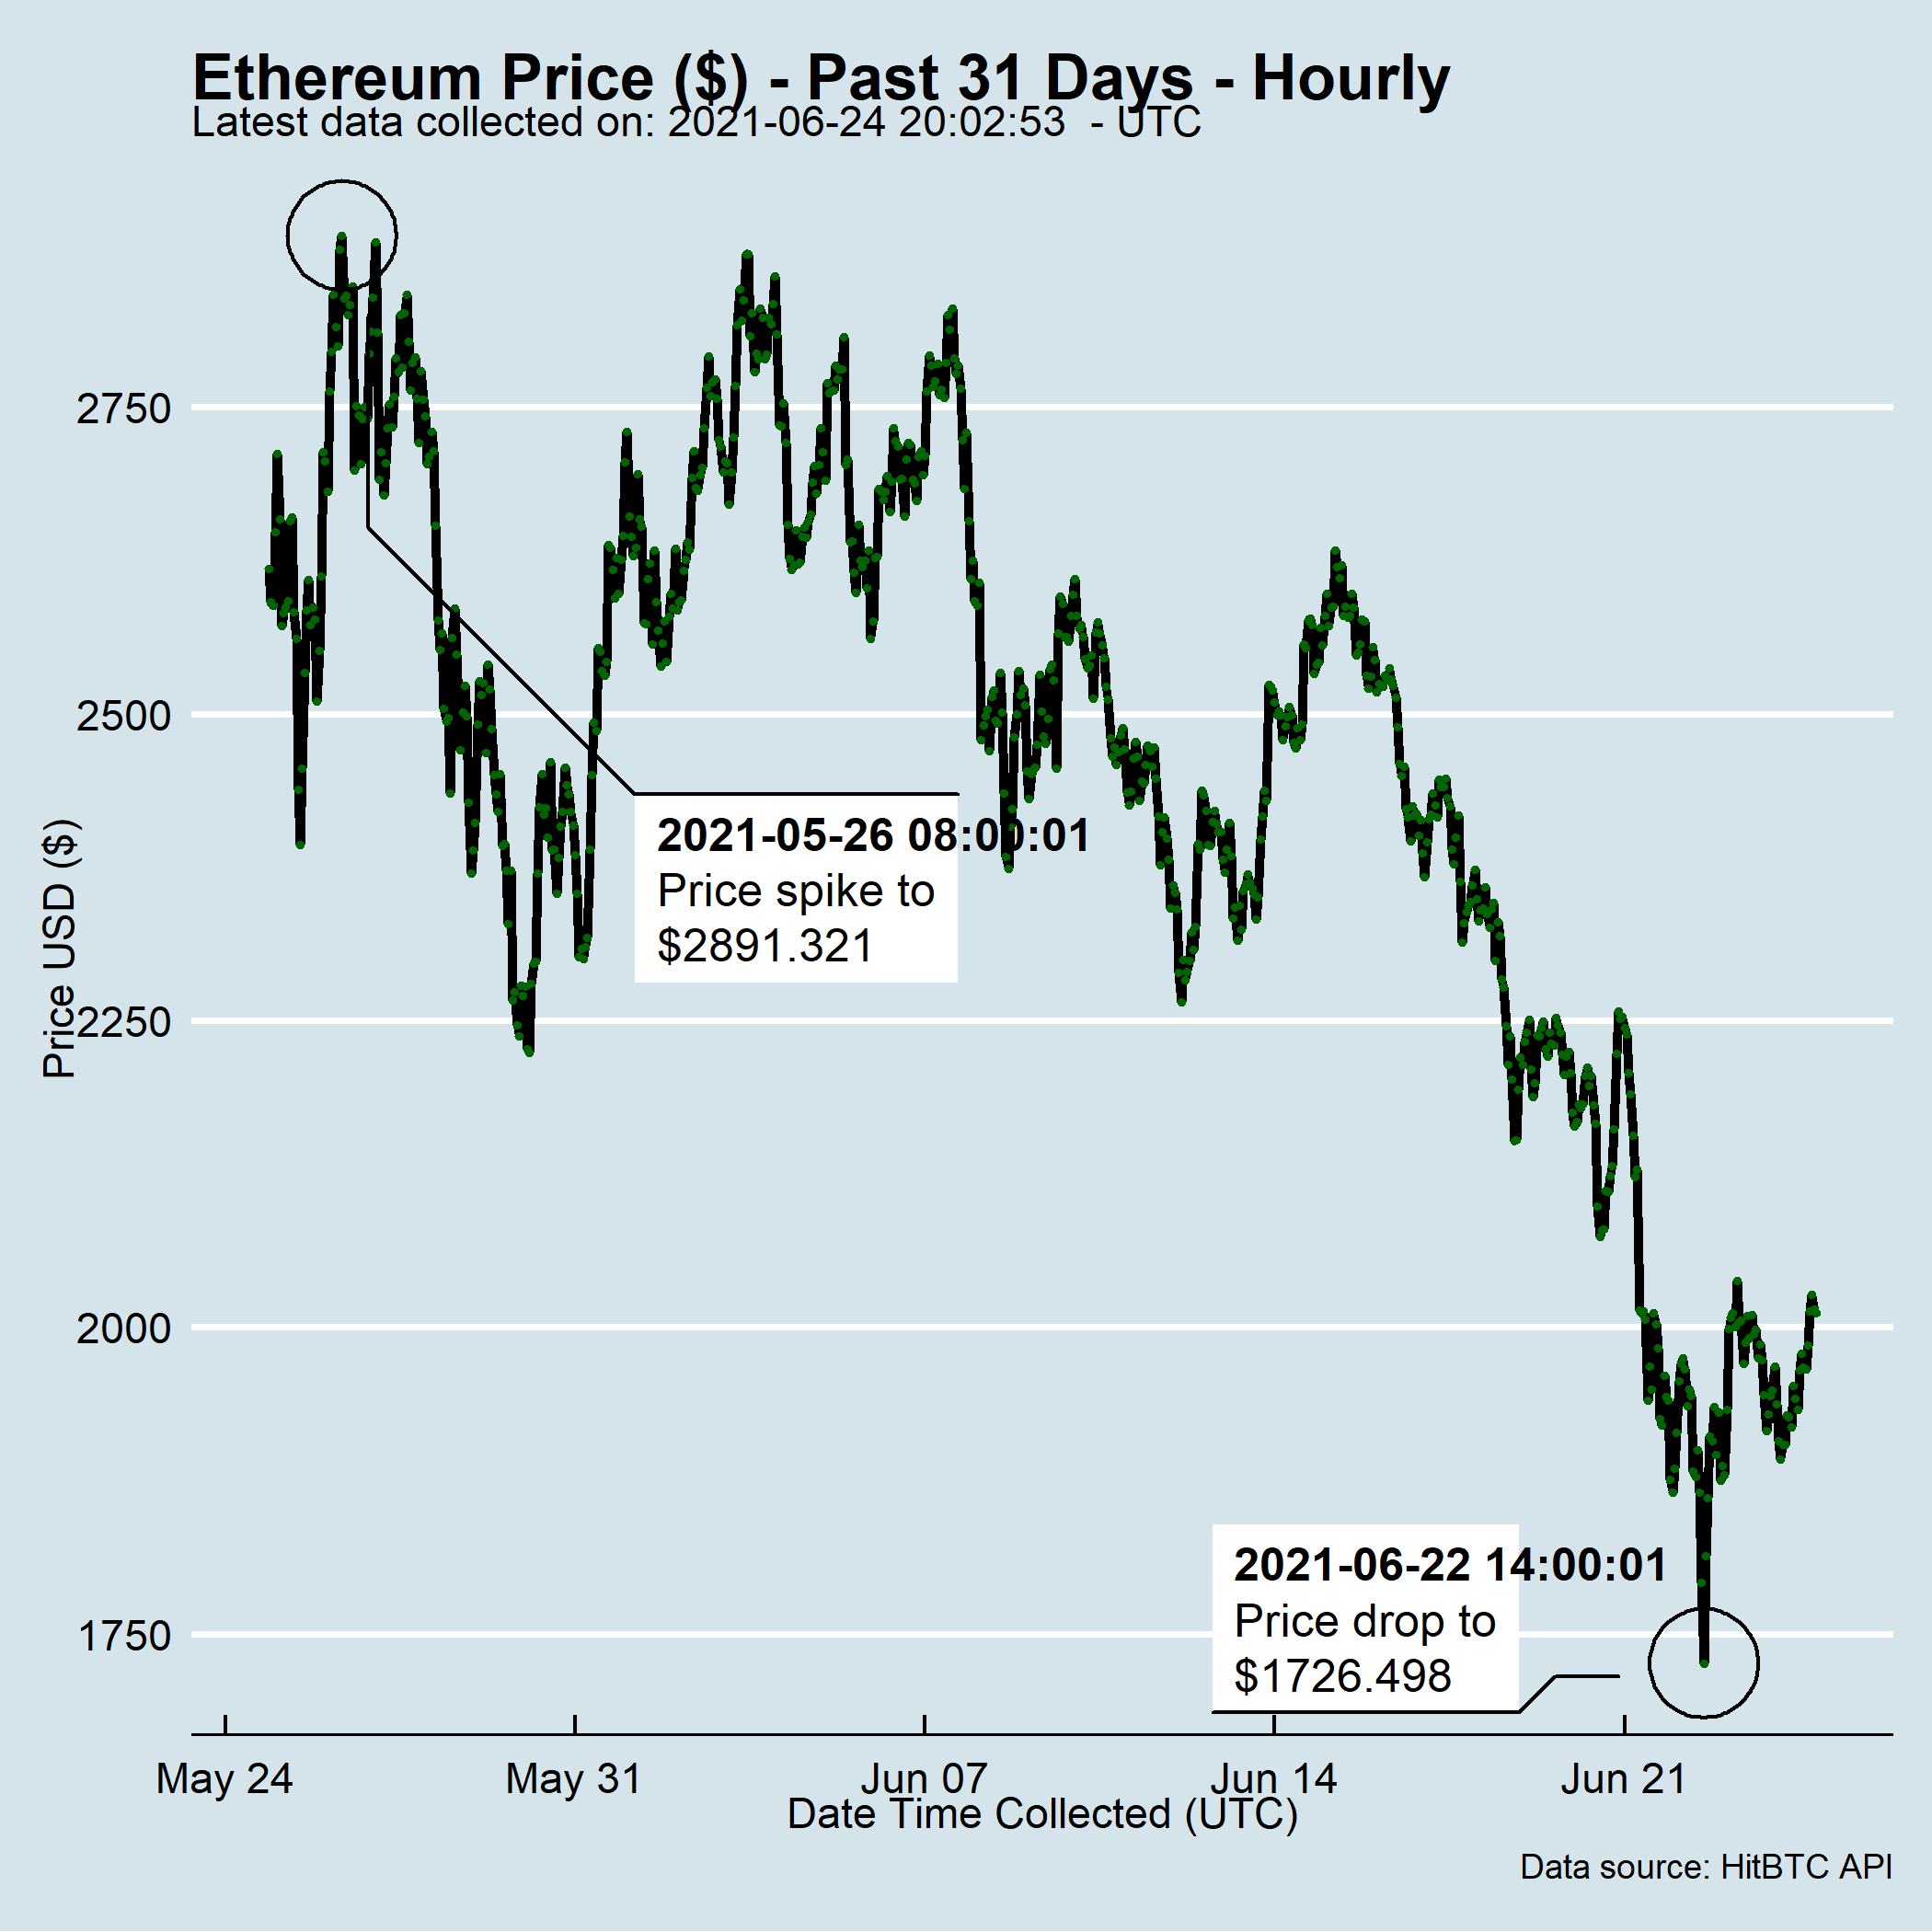 Ethereum Price ($) - Past 31 Days - Hourly
Latest data collected on: 2021-06-24 20:02:53  - UTC
Price USD ($)
2750
2500
2250
2000
1750
2021-05-26 08:00:01
Price spike to
$2891.321
2021-06-22 14:00:01
Price drop to
$1726.498
May 24
May 31
Jun 07
Jun 14
Jun 21
Date Time Collected (UTC)
Data source: HitBTC API